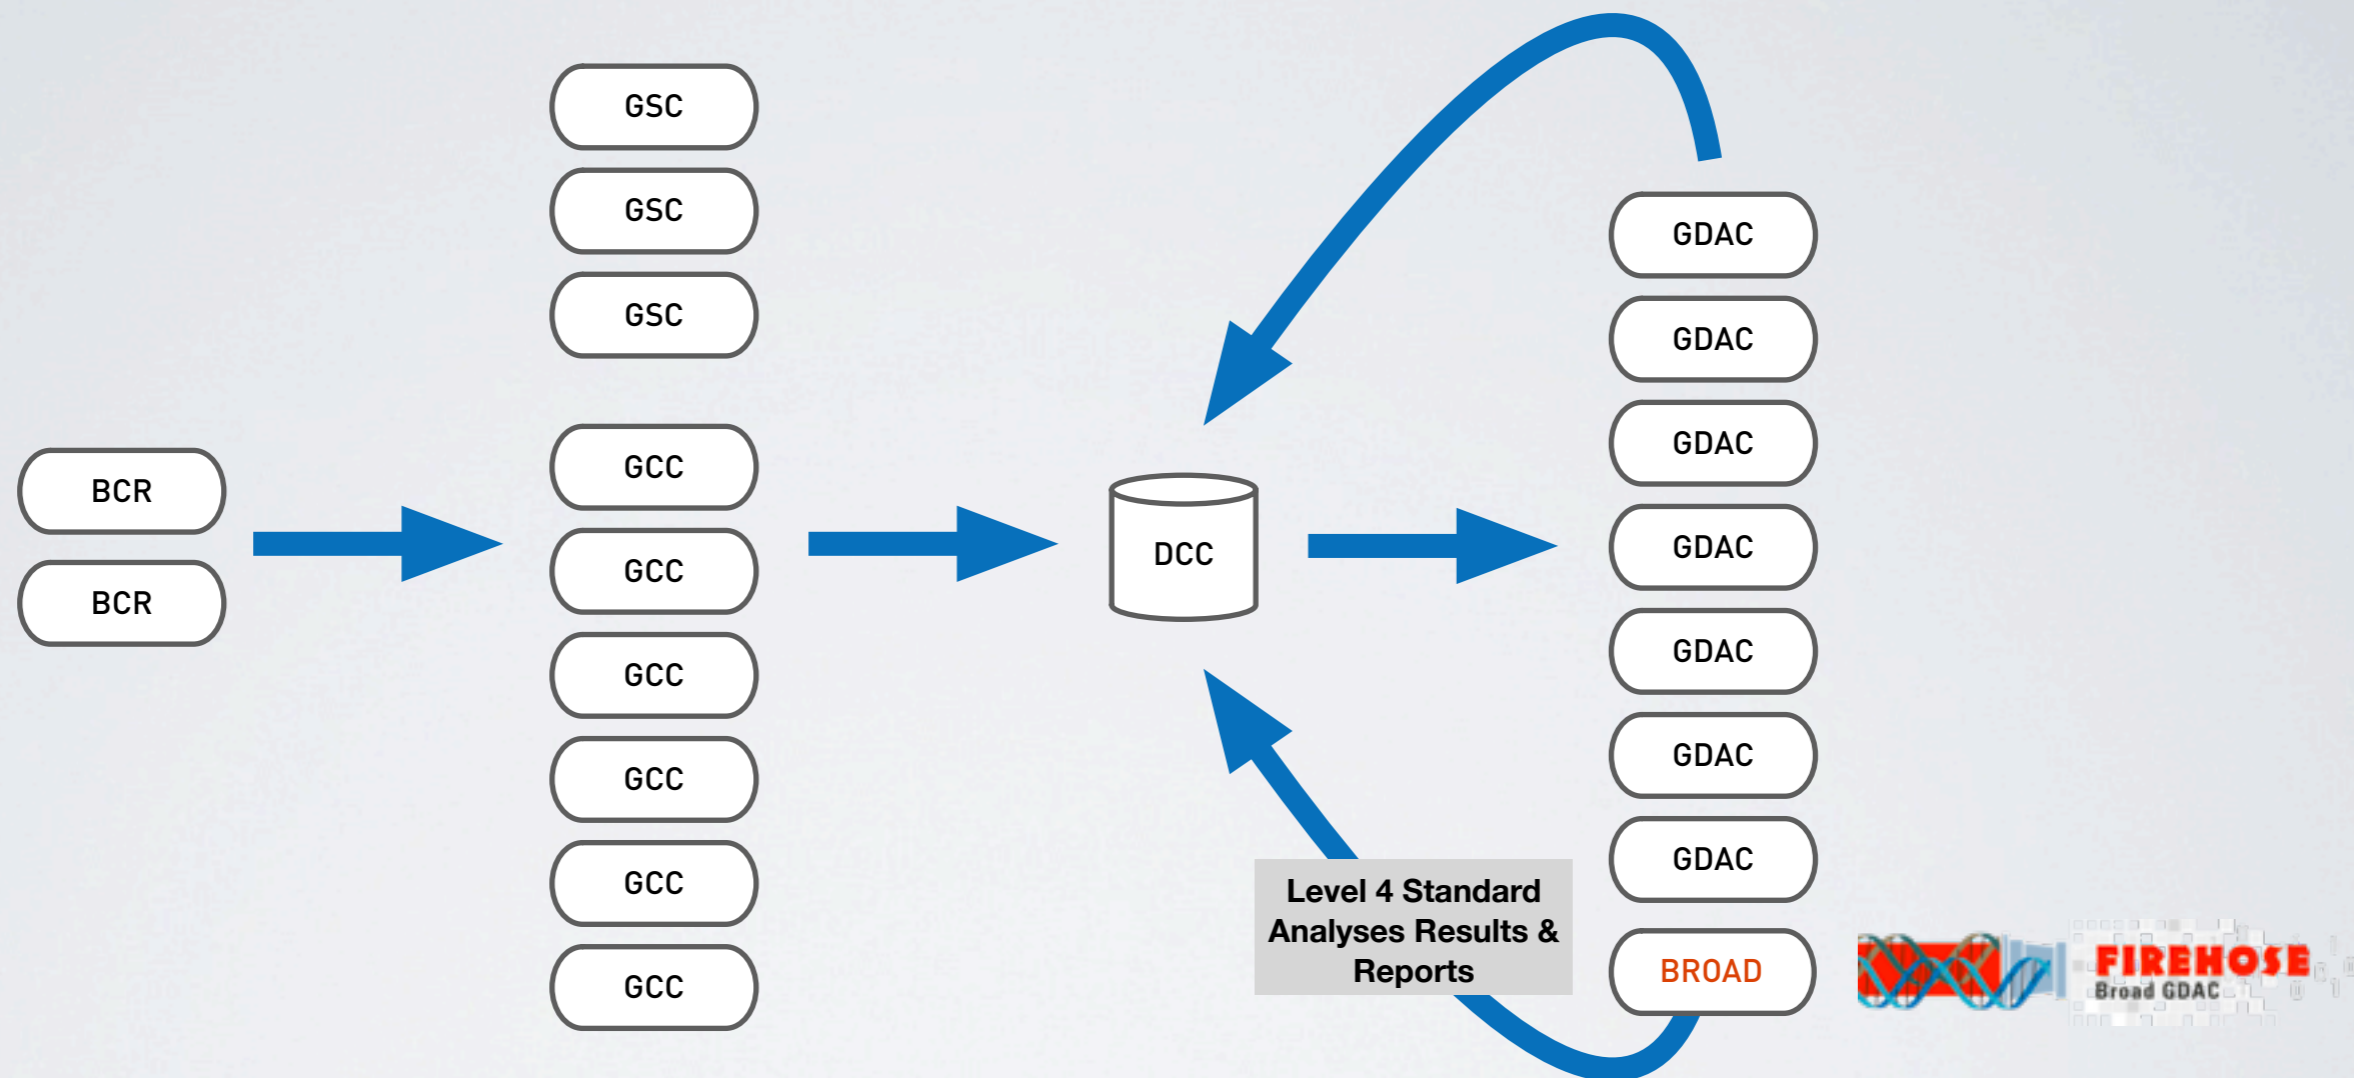 BCR
BCR
GSC
GSC
GSC
GCC
GCC
GCC
GCC
GCC
GCC
DCC
Level 4 Standard
Analyses Results &
Reports
GDAC
GDAC
GDAC
GDAC
GDAC
GDAC
GDAC
BROAD
FIREHOSE
Broad GDAC